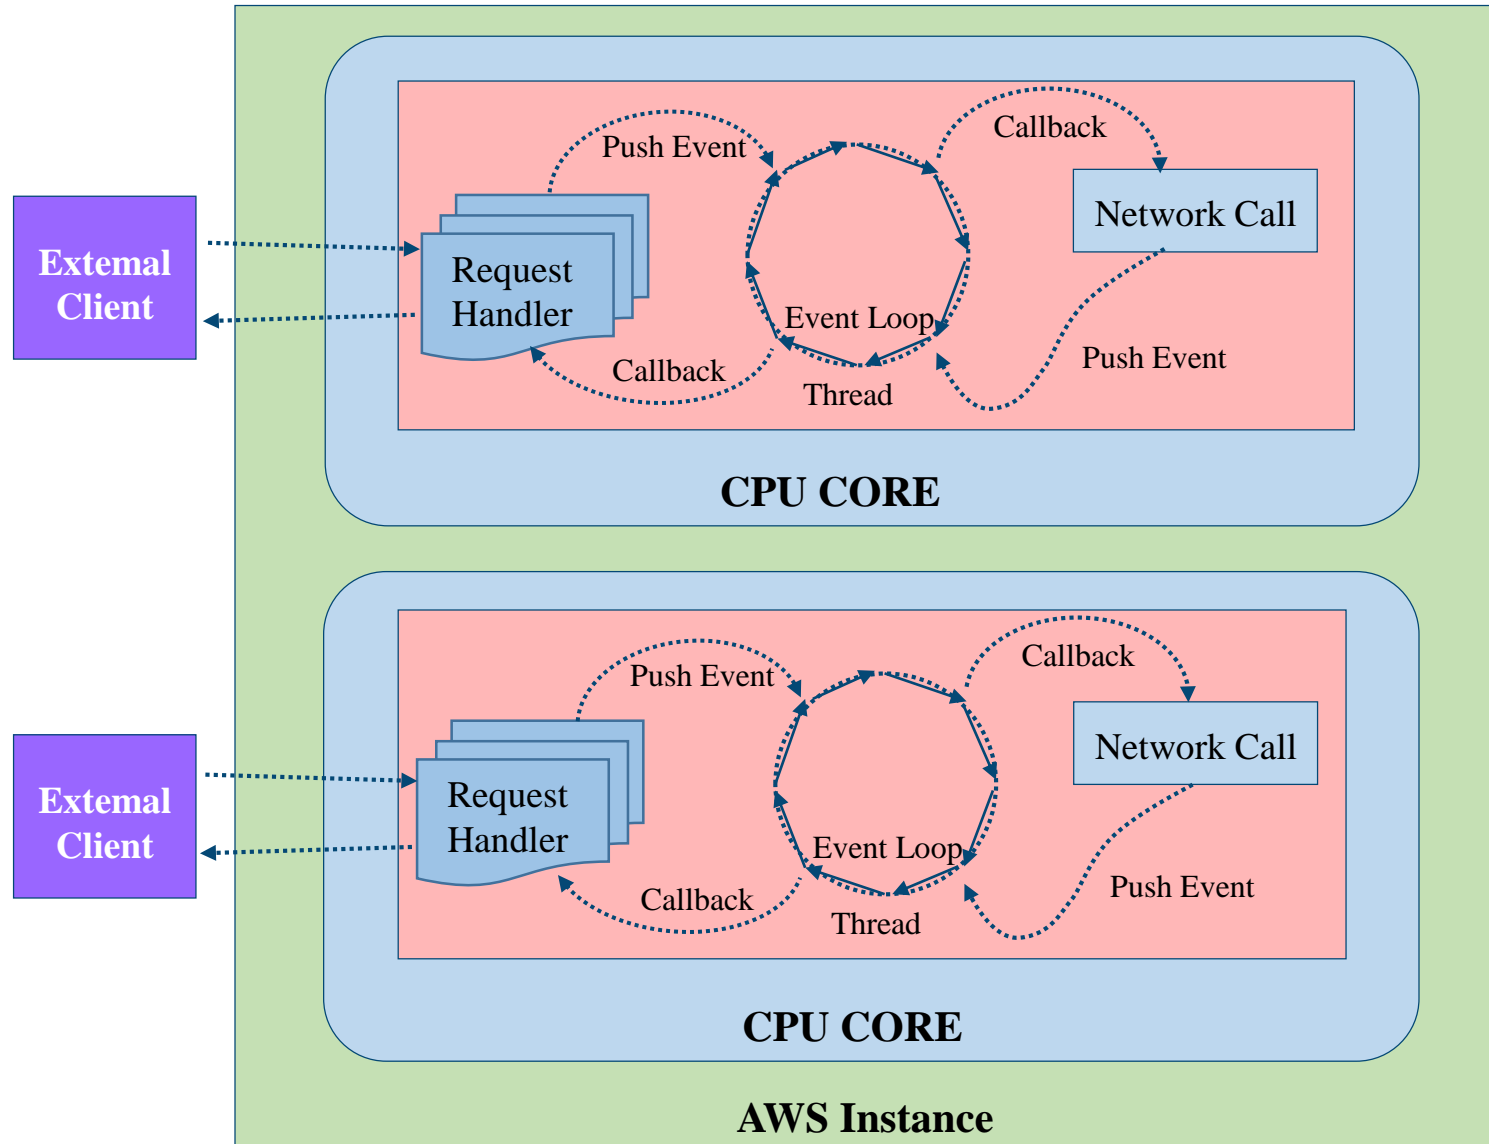 Callback
Push Event
Network Call
Extemal
Client
Request
Handler
Event Loop
Push Event
Callback
Thread
CPU CORE
Callback
Push Event
Network Call
Extemal
Client
Request
Handler
Event Loop
Push Event
Callback
Thread
CPU CORE
AWS Instance